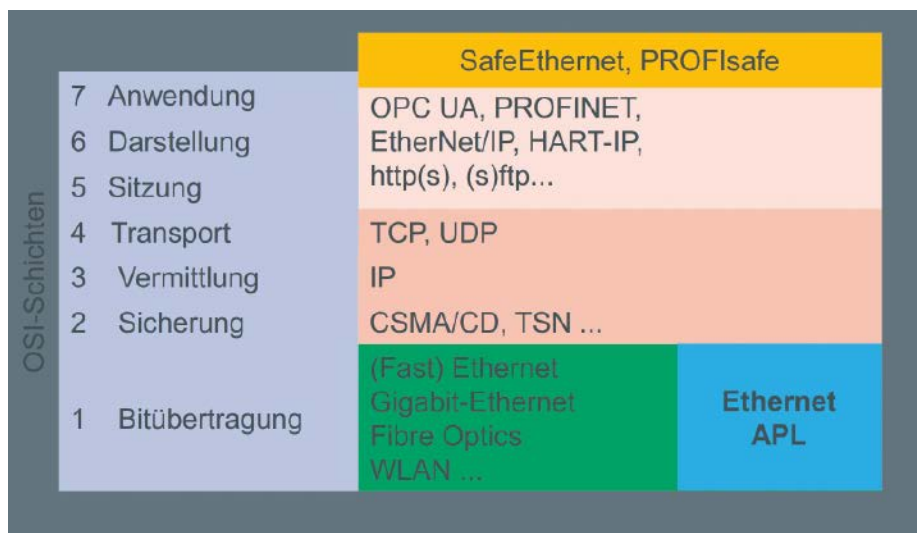 SafeEthernet, PROFIsafe
OSI-Schichten
7 Anwendung
6 Darstellung
5 Sitzung
4 Transport
3 Vermittlung
2 Sicherung
1 Bitübertragung
OPC UA, PROFINET,
EtherNet/IP, HART-IP,
http(s), (s)ftp...
TCP, UDP
IP
CSMA/CD, TSN ...
(Fast) Ethernet
Gigabit-Ethernet
Fibre Optics
WLAN ...
Ethernet
APL